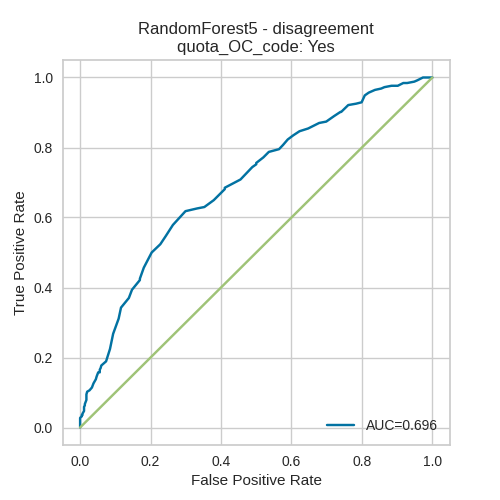 RandomForest5 - disagreement
quota_OC_code: Yes
True Positive Rate
1.0
0.8
0.6
0.4
0.2
0.0
AUC=0.696
0.0 0.2 0.4 0.6 0.8 1.0
False Positive Rate